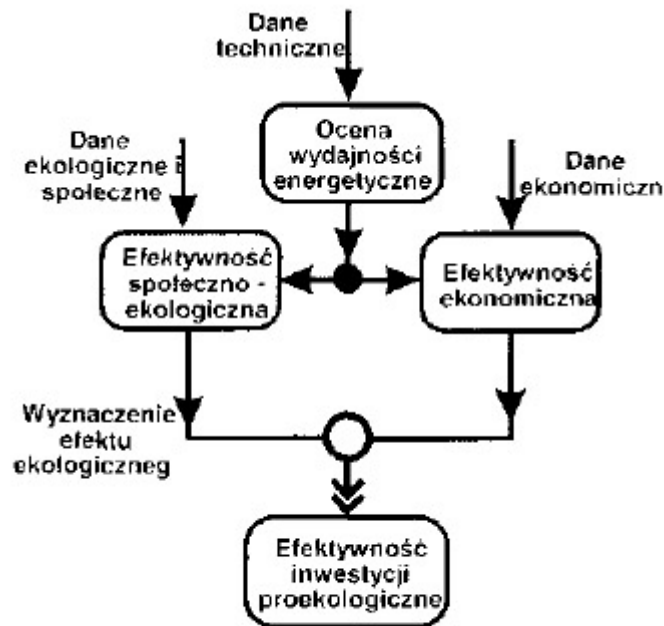 Dane
techniczne
Ocena
wydajności
energetyczne
Dane
ekologiczne i
społeczne
Dane
ekonomiczn
Efektywność
społeczno -
ekologiczna
Efektywność
ekonomiczna
Wyznaczenie
efektu
ekologiczneg
Efektywność
inwestycji
proekologiczne